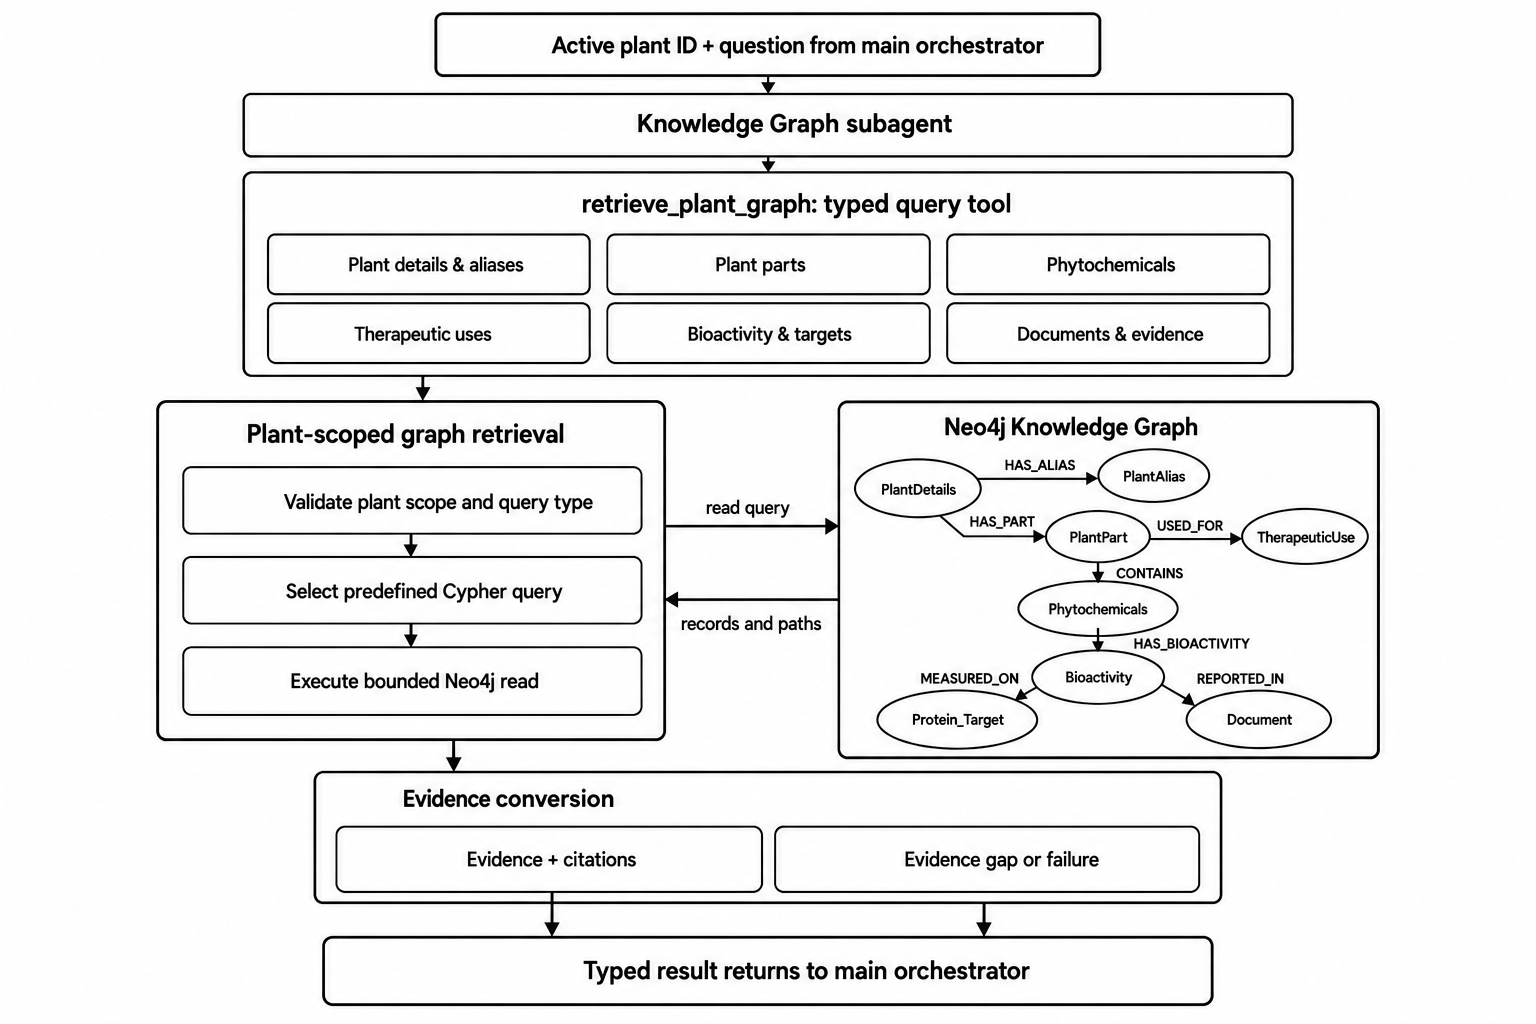 Active plant ID + question from main orchestrator
Knowledge Graph subagent
retrieve_plant_graph: typed query tool
Plant details & aliases
Plant parts
Phytochemicals
Therapeutic uses
Bioactivity & targets
Documents & evidence
Plant-scoped graph retrieval
Validate plant scope and query type
Select predefined Cypher query
Execute bounded Neo4j read
read query
records and paths
Neo4j Knowledge Graph
PlantDetails
HAS_ALIAS
PlantAlias
HAS_PART
PlantPart
USED_FOR
TherapeuticUse
CONTAINS
Phytochemicals
HAS_BIOACTIVITY
Bioactivity
MEASURED_ON
REPORTED_IN
Protein_Target
Document
Evidence conversion
Evidence + citations
Evidence gap or failure
Typed result returns to main orchestrator